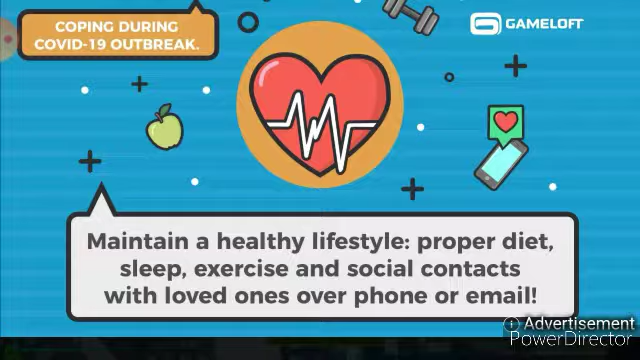 COPING DURING
COVID-19 OUTBREAK.
GAMELOFT
Maintain a healthy lifestyle: proper diet,
sleep, exercise and social contacts
with loved ones over phone or email!
Advertisement
PowerDirector